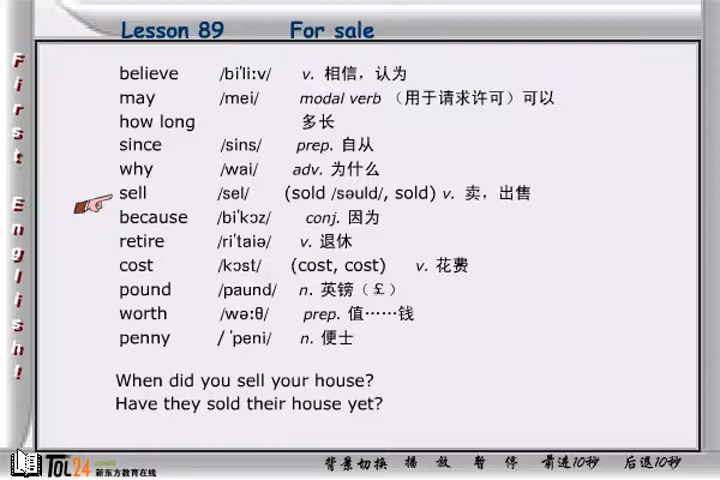 Lesson 89 For sale
First English!
believe /bi'li:v/ v. 相信，认为
may /mei/ modal verb （用于请求许可）可以
how long 多长
since /sins/ prep. 自从
why /wai/ adv. 为什么
sell /sel/ (sold /səuld/, sold) v. 卖，出售
because /bi'kɔz/ conj. 因为
retire /ri'taiə/ v. 退休
cost /kɔst/ (cost, cost) v. 花费
pound /paund/ n. 英镑（￡）
worth /wə:θ/ prep. 值……钱
penny / 'peni/ n. 便士
When did you sell your house?
Have they sold their house yet?
TOL24
新东方教育在线
背景切换 播放 暂停 前进10秒 后退10秒